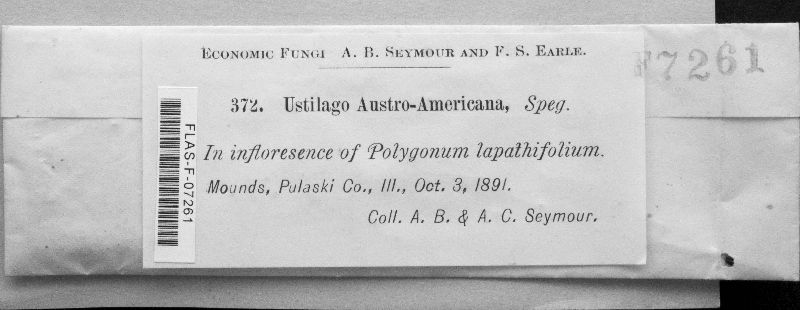 Economic Fungi A. B. Seymour and F. S. Earle.
F7261
372. Ustilago Austro-Americana, Speg.
In infloresence of Polygonum lapathifolium.
Mounds, Pulaski Co., Ill., Oct. 3, 1891.
Coll. A. B. & A. C. Seymour.
FLAS-F-07261